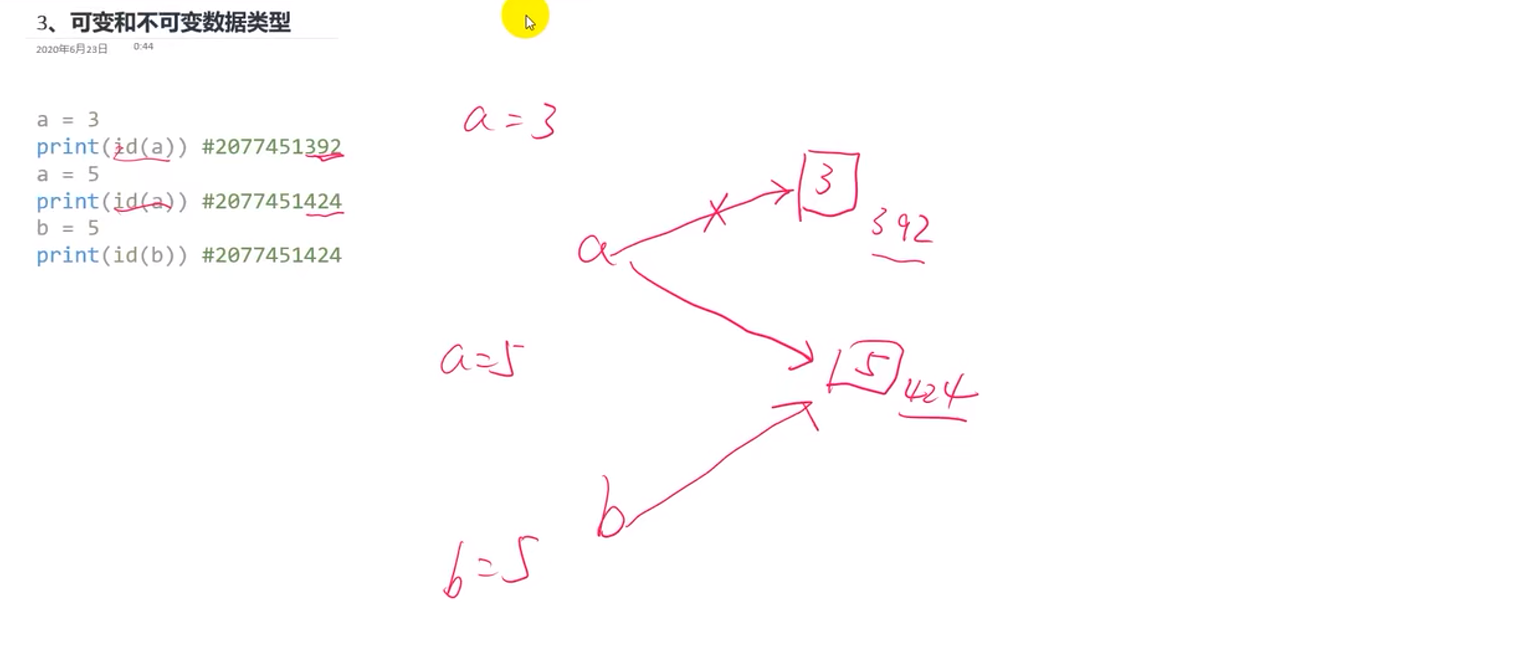 3、可变和不可变数据类型
2020年6月23日 0:44
a = 3
print(id(a)) #2077451392
a = 5
print(id(a)) #2077451424
b = 5
print(id(b)) #2077451424
a=3
3
392
a
a=5
5
424
b
b=5